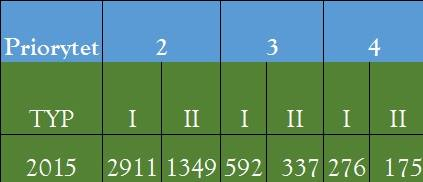 Priorytet 2 3 4
TYP I II I II I II
2015 2911 1349 592 337 276 175